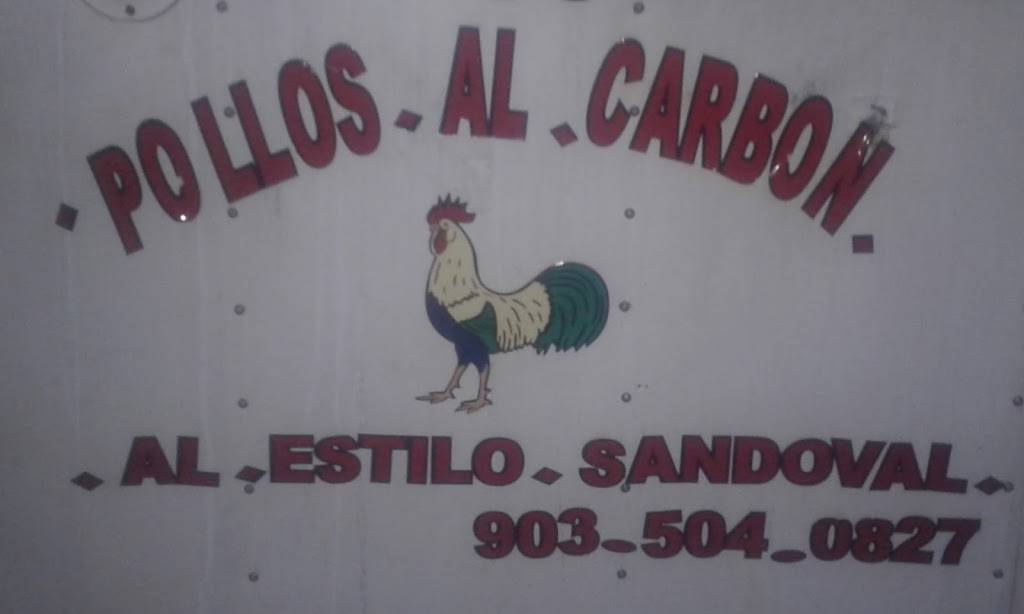 . POLLOS . AL . CARBON .
. AL . ESTILO . SANDOVAL .
903-504-0827